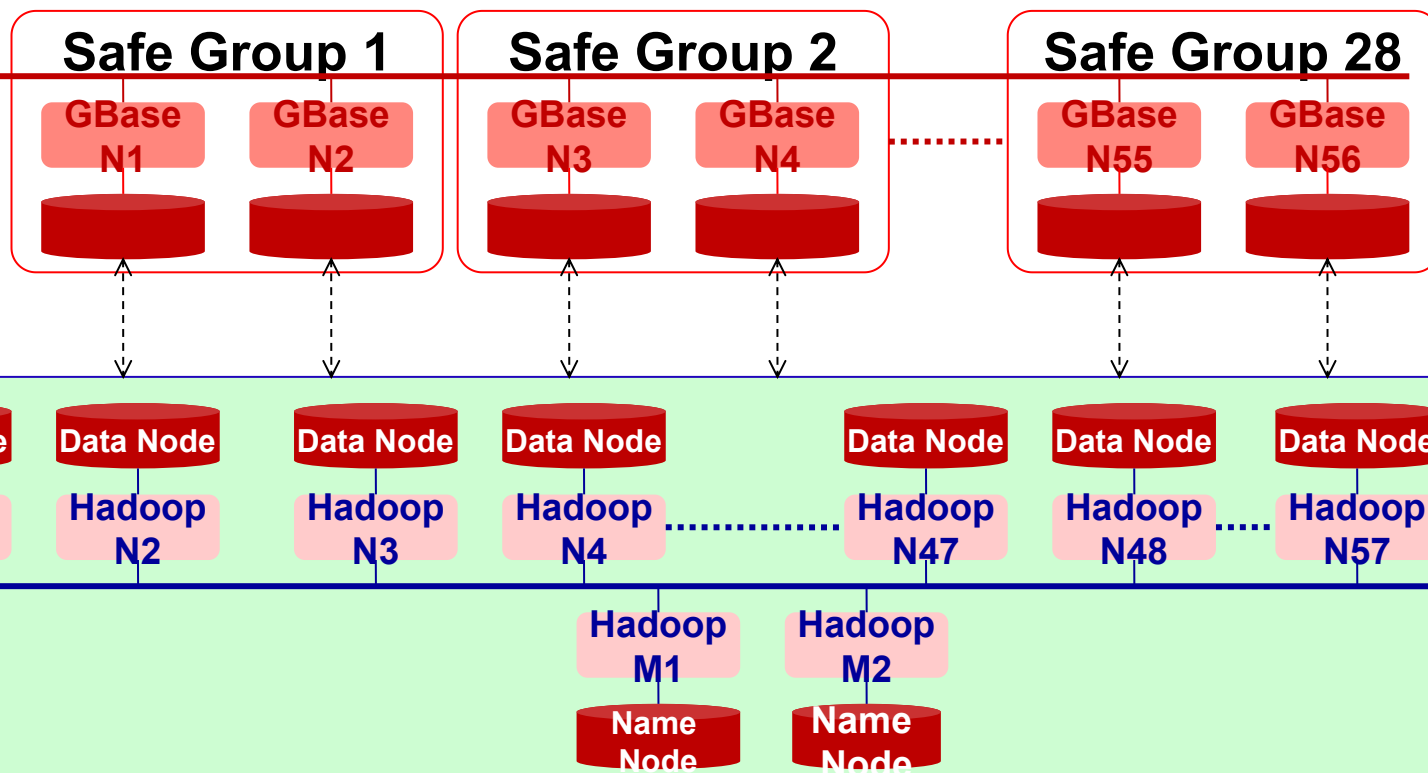 Safe Group 1
Safe Group 2
Safe Group 28
GBase
N1
GBase
N2
GBase
N3
GBase
N4
GBase
N55
GBase
N56
Data Node
Data Node
Data Node
Data Node
Data Node
Data Node
Hadoop
N2
Hadoop
N3
Hadoop
N4
Hadoop
N47
Hadoop
N48
Hadoop
N57
Hadoop
M1
Hadoop
M2
Name
Node
Name
Node